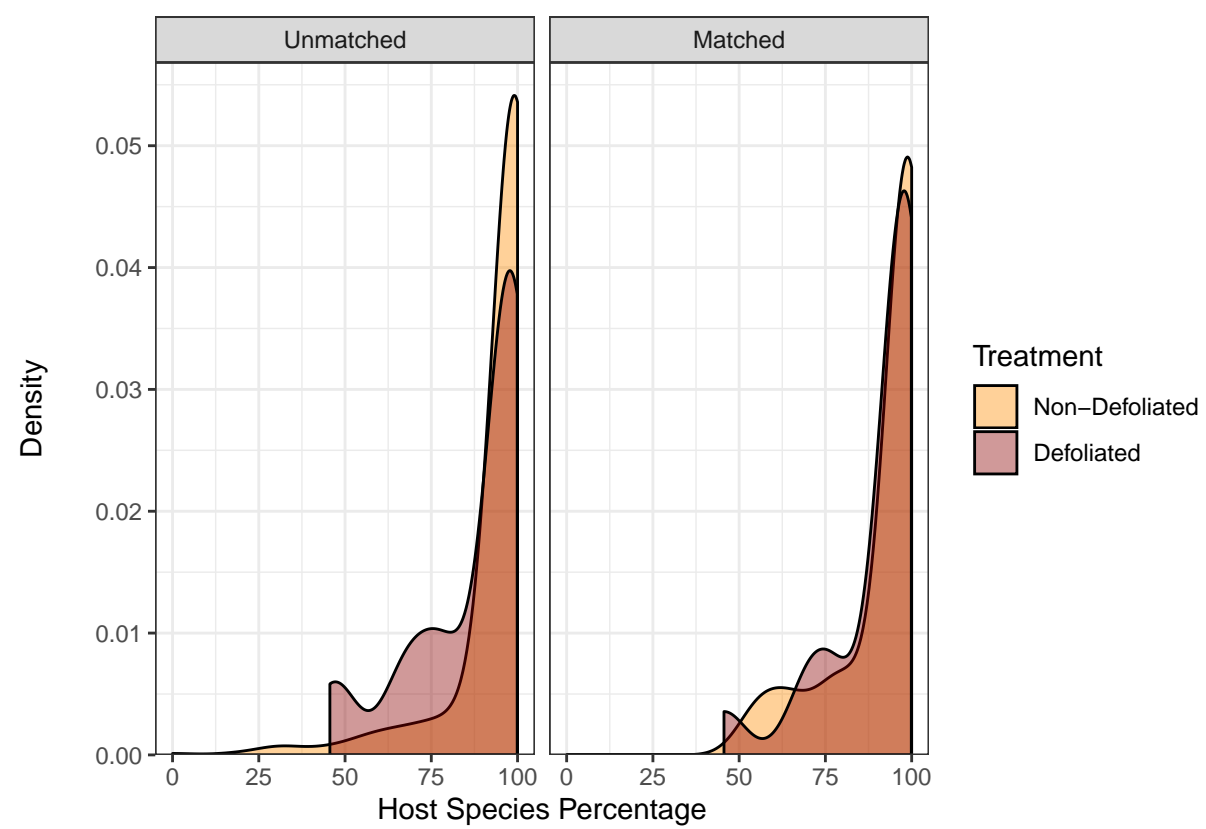 Unmatched Matched
0.05
0.04
0.03
0.02
0.01
0.00
Density
0 25 50 75 100 0 25 50 75 100
Host Species Percentage
Treatment
Non−Defoliated
Defoliated